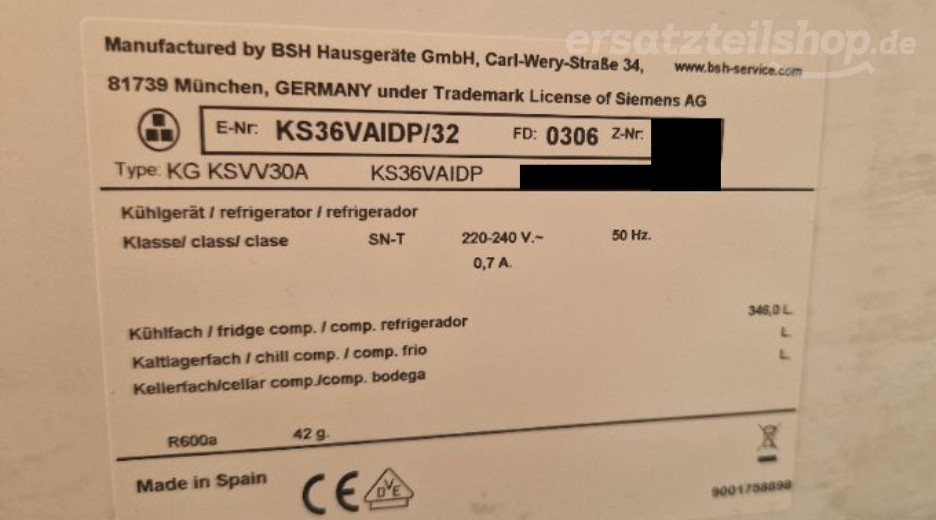 ersatzteilshop.de
Manufactured by BSH Hausgeräte GmbH, Carl-Wery-Straße 34, www.bsh-service.com
81739 München, GERMANY under Trademark License of Siemens AG
E-Nr: KS36VAIDP/32 FD: 0306 Z-Nr:
Type: KG KSVV30A KS36VAIDP
Kühlgerät / refrigerator / refrigerador
Klasse/ class/ clase SN-T 220-240 V.~ 50 Hz.
0,7 A.
Kühlfach / fridge comp. / comp. refrigerador 346,0 L.
Kaltlagerfach / chill comp. / comp. frio L.
Kellerfach/cellar comp./comp. bodega L.
R600a 42 g.
Made in Spain CE DVE 9001758898